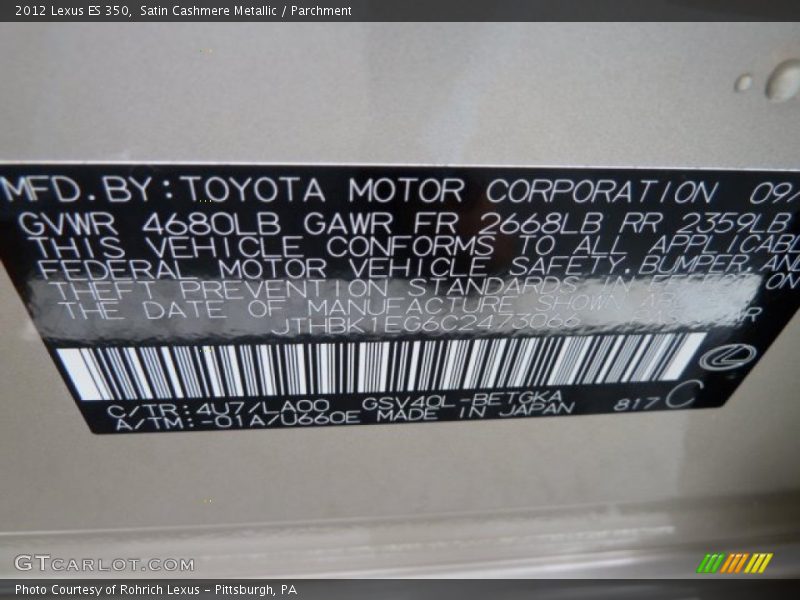 2012 Lexus ES 350, Satin Cashmere Metallic / Parchment
MFD. BY: TOYOTA MOTOR CORPORATION 09/
GVWR 4680LB GAWR FR 2668LB RR 2359LB
THIS VEHICLE CONFORMS TO ALL APPLICABL
FEDERAL MOTOR VEHICLE SAFETY, BUMPER, AND
THEFT PREVENTION STANDARDS IN ON
THE DATE OF MANUFACTURE SHOWN
JTHBK1EG6C2473066
C/TR: 4U7/LA00 GSV40L-BETGKA
A/TM: -01A/U660E MADE IN JAPAN 817 C
GTCARLOT.COM
Photo Courtesy of Rohrich Lexus - Pittsburgh, PA